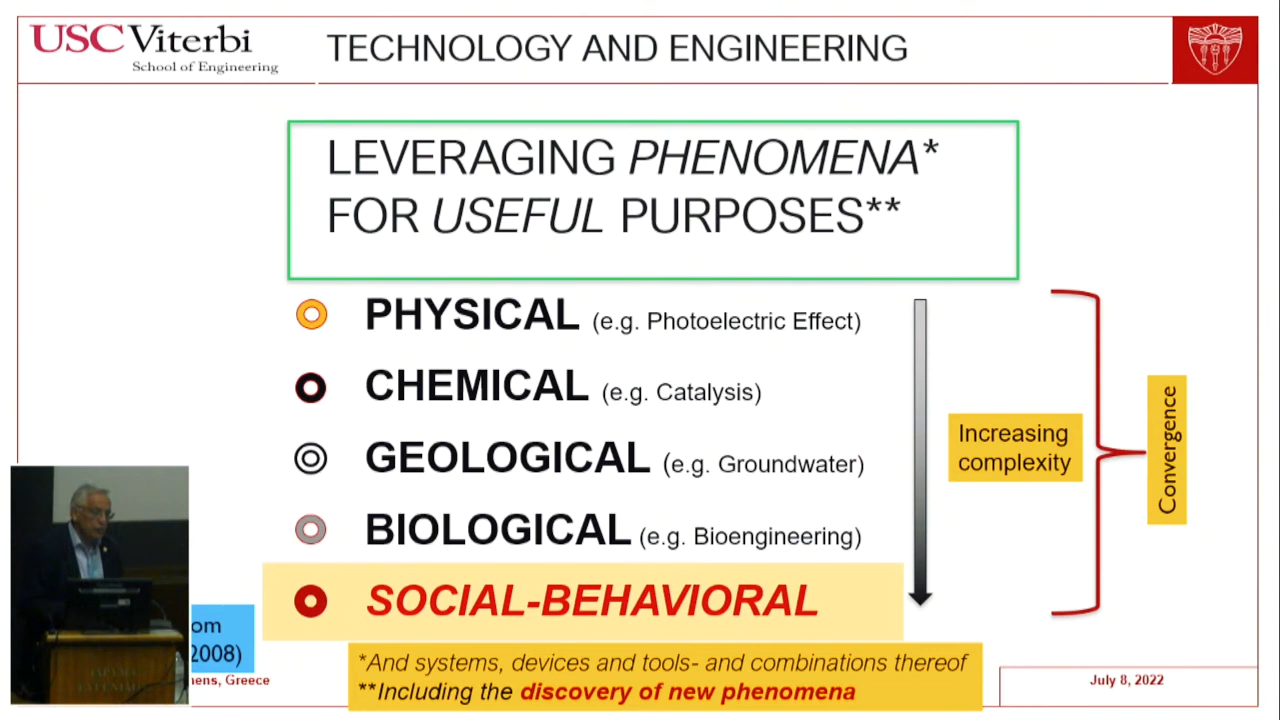 USC Viterbi
School of Engineering
TECHNOLOGY AND ENGINEERING
LEVERAGING PHENOMENA*
FOR USEFUL PURPOSES**
PHYSICAL (e.g. Photoelectric Effect)
CHEMICAL (e.g. Catalysis)
GEOLOGICAL (e.g. Groundwater)
BIOLOGICAL (e.g. Bioengineering)
SOCIAL-BEHAVIORAL
Increasing
complexity
Convergence
om
2008)
*And systems, devices and tools- and combinations thereof
**Including the discovery of new phenomena
hens, Greece
July 8, 2022